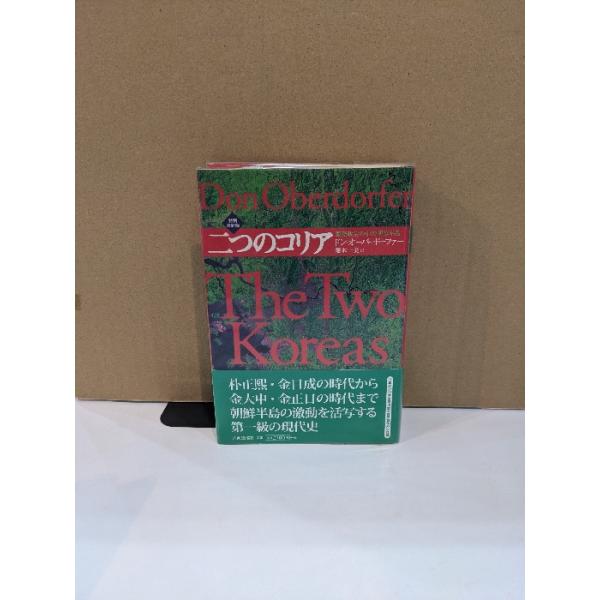 Don Oberdorfer
特別
二つのコリア
ドン・オーバードーファー
The Two
Koreas
朴正熙・金日成の時代から
金大中・金正日の時代まで
朝鮮半島の激動を活写する
第一級の現代史